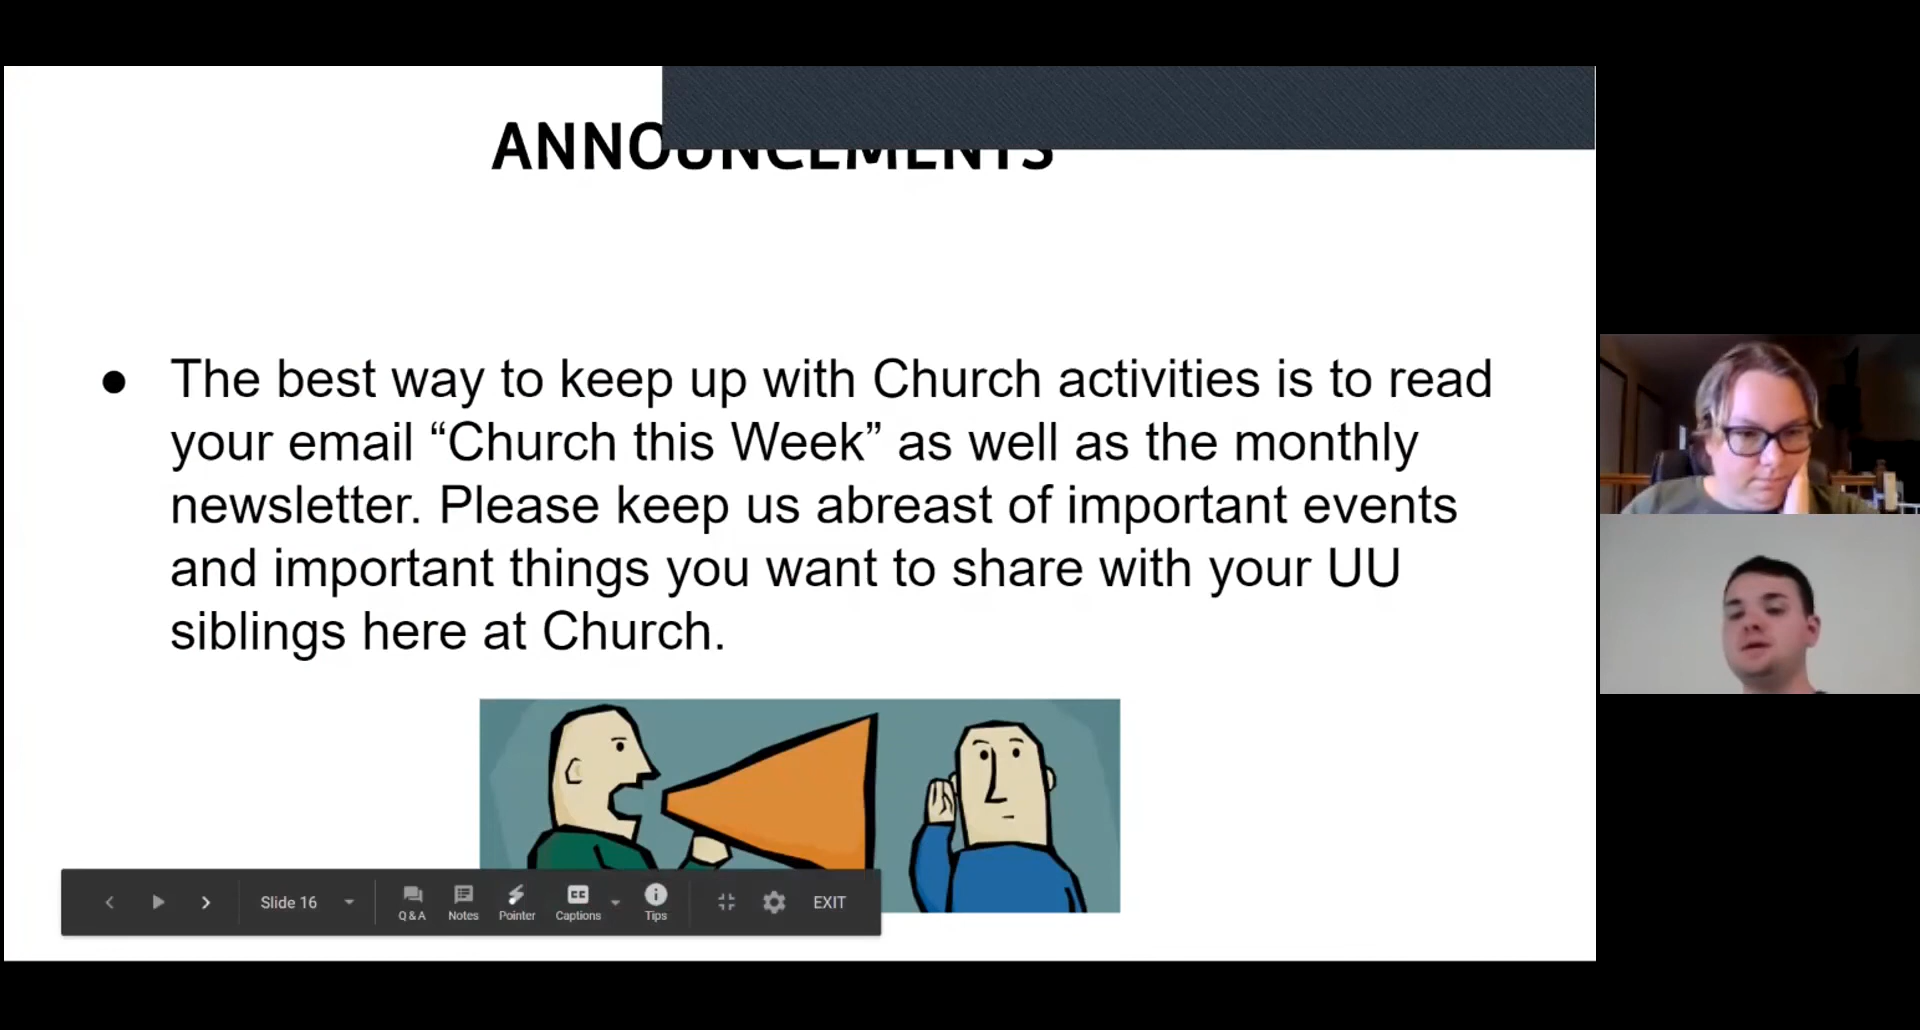 ANNOUNCEMENTS
● The best way to keep up with Church activities is to read
your email “Church this Week” as well as the monthly
newsletter. Please keep us abreast of important events
and important things you want to share with your UU
siblings here at Church.
Slide 16
Q&A Notes Pointer Captions Tips EXIT